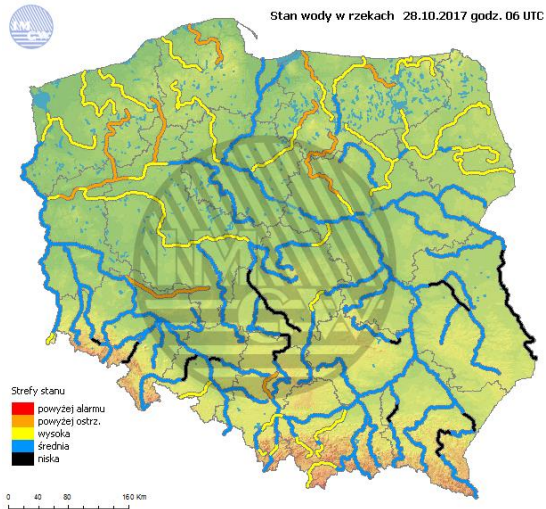 Stan wody w rzekach 28.10.2017 godz. 06 UTC
Strefy stanu
powyżej alarmu
powyżej ostrz.
wysoka
średnia
niska
0 40 80 160 Km